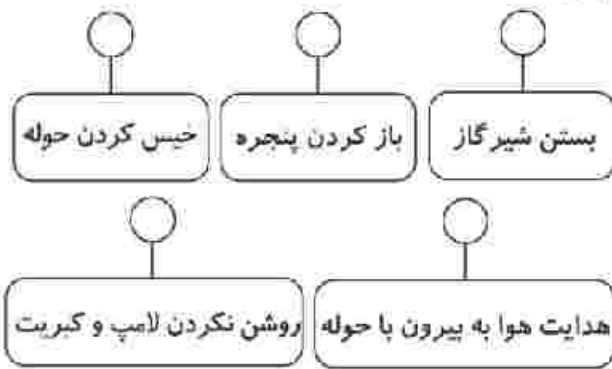 بستن شیر گاز
باز کردن پنجره
خیس کردن حوله
هدایت هوا به بیرون با حوله
روشن نکردن لامپ و کبریت